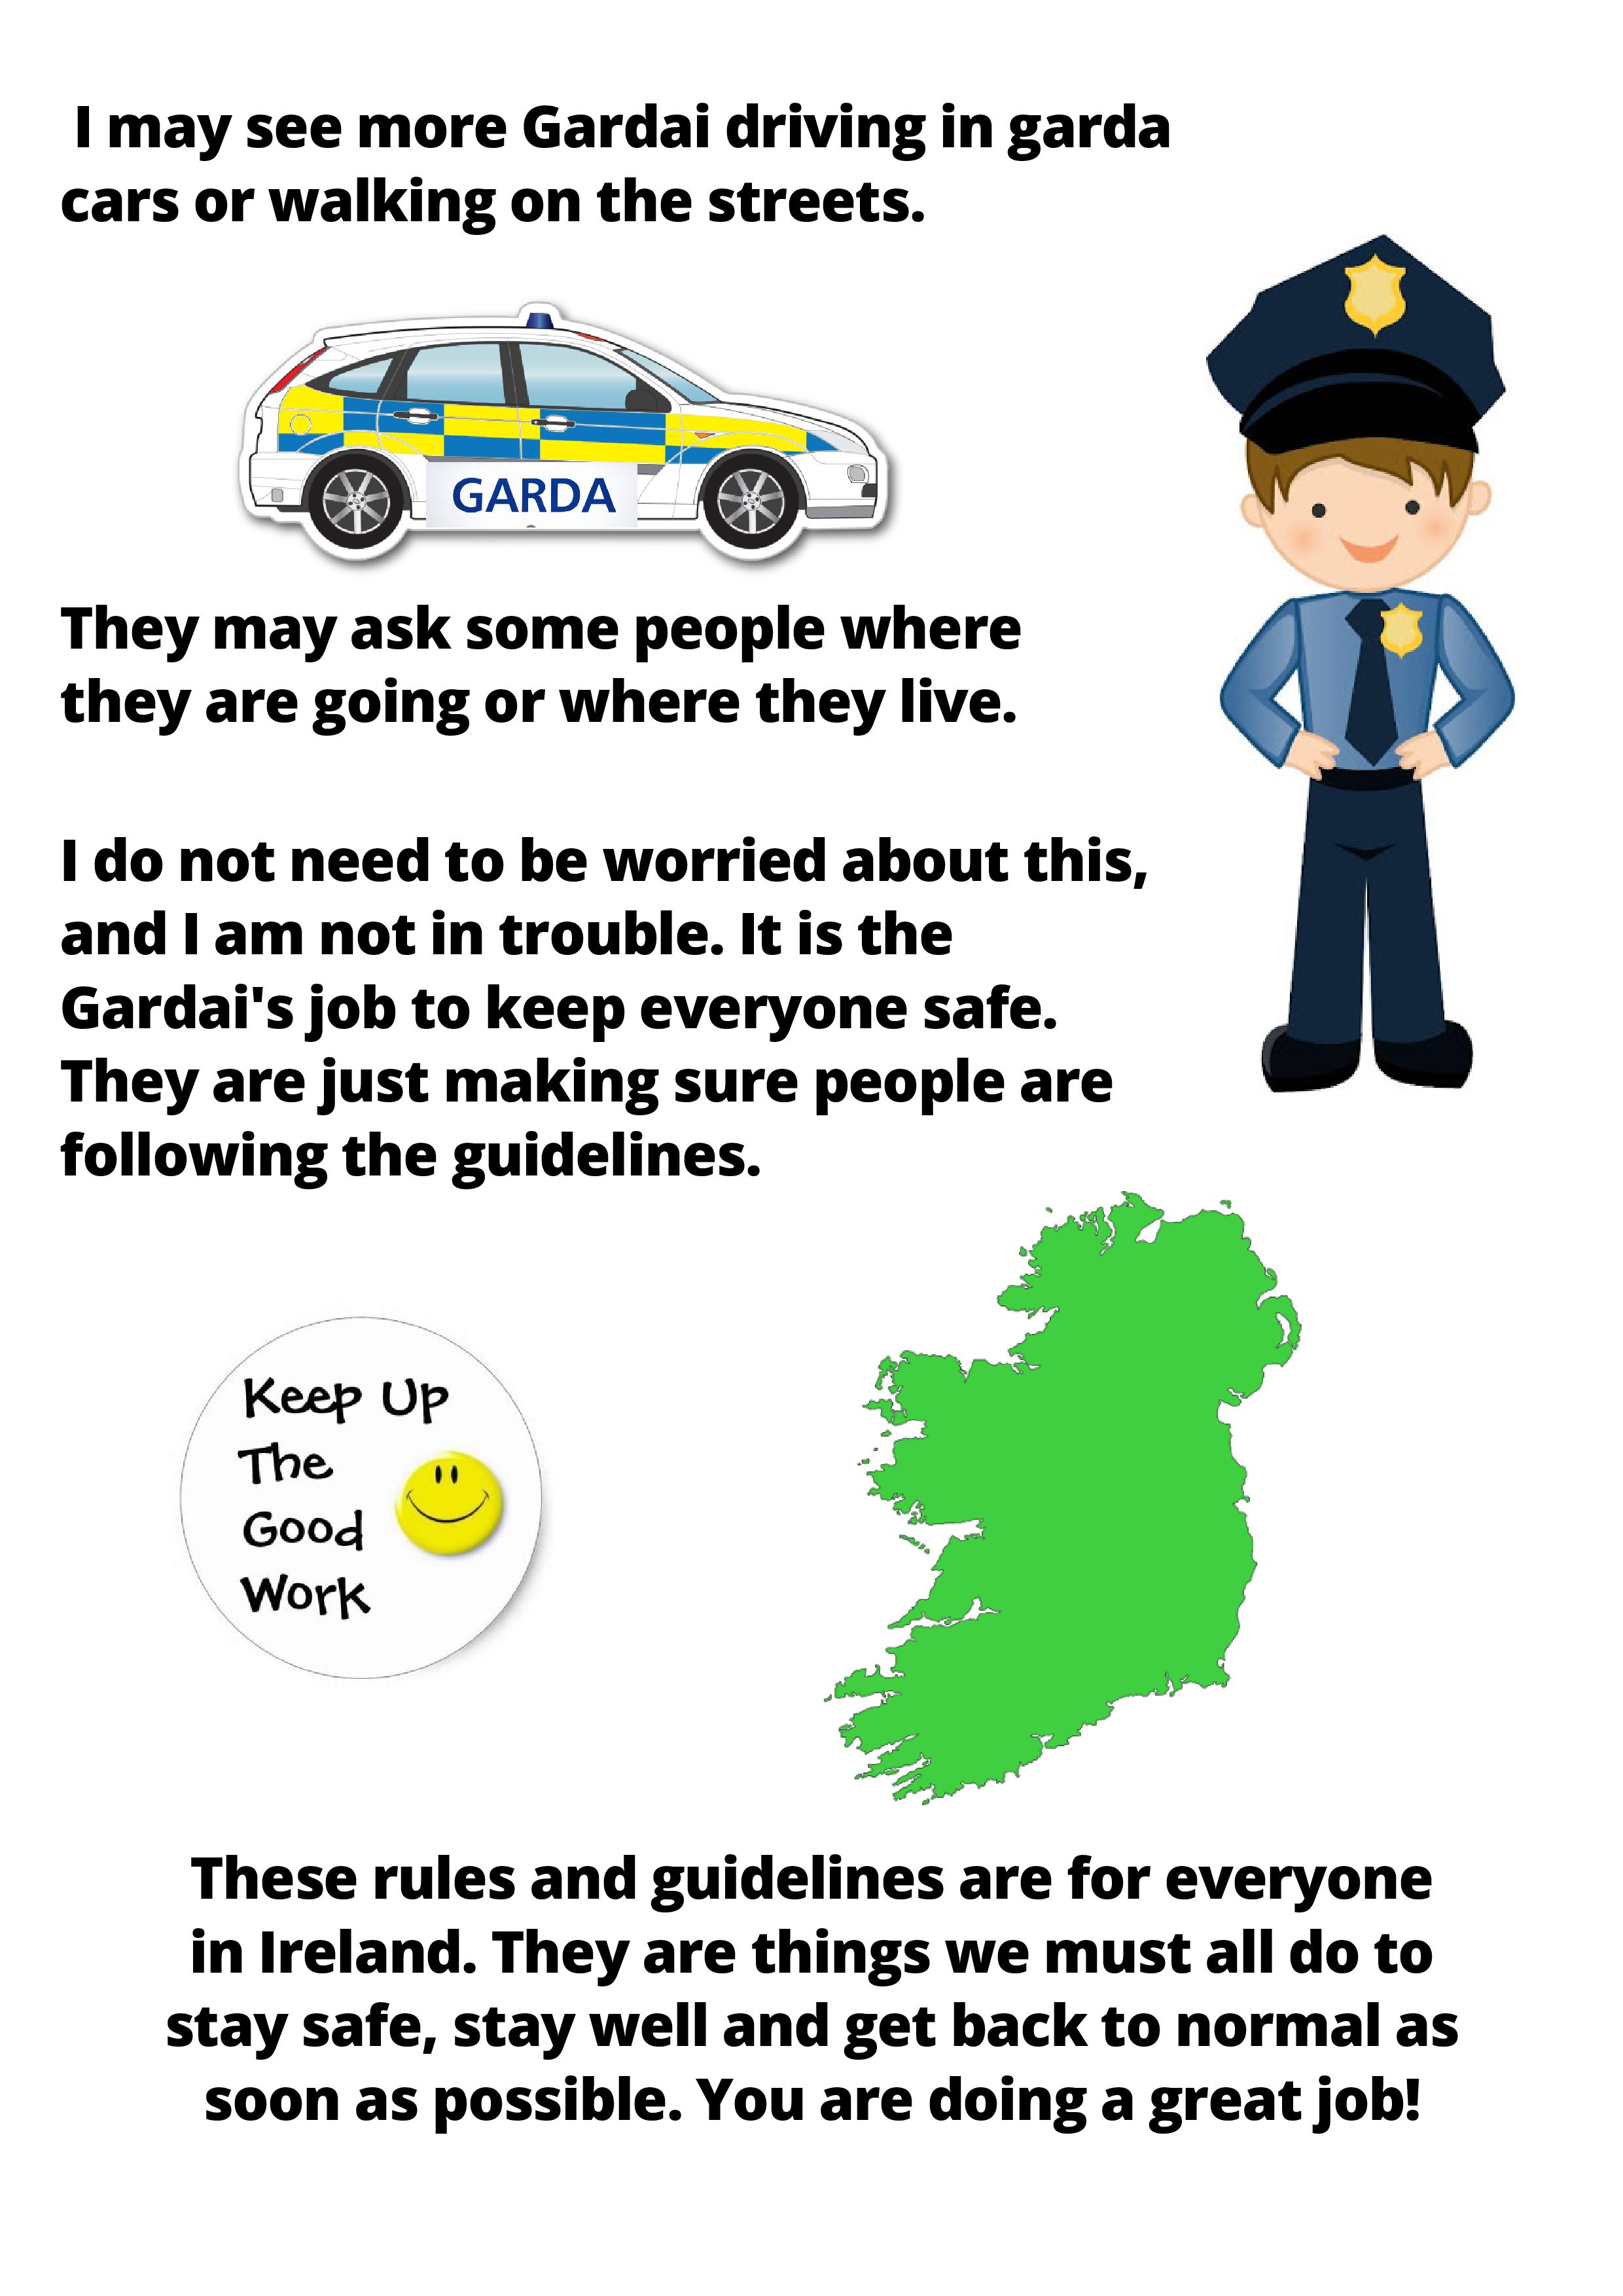 I may see more Gardai driving in garda
cars or walking on the streets.
GARDA
They may ask some people where
they are going or where they live.
I do not need to be worried about this,
and I am not in trouble. It is the
Gardai's job to keep everyone safe.
They are just making sure people are
following the guidelines.
Keep Up
The
Good
Work
These rules and guidelines are for everyone
in Ireland. They are things we must all do to
stay safe, stay well and get back to normal as
soon as possible. You are doing a great job!